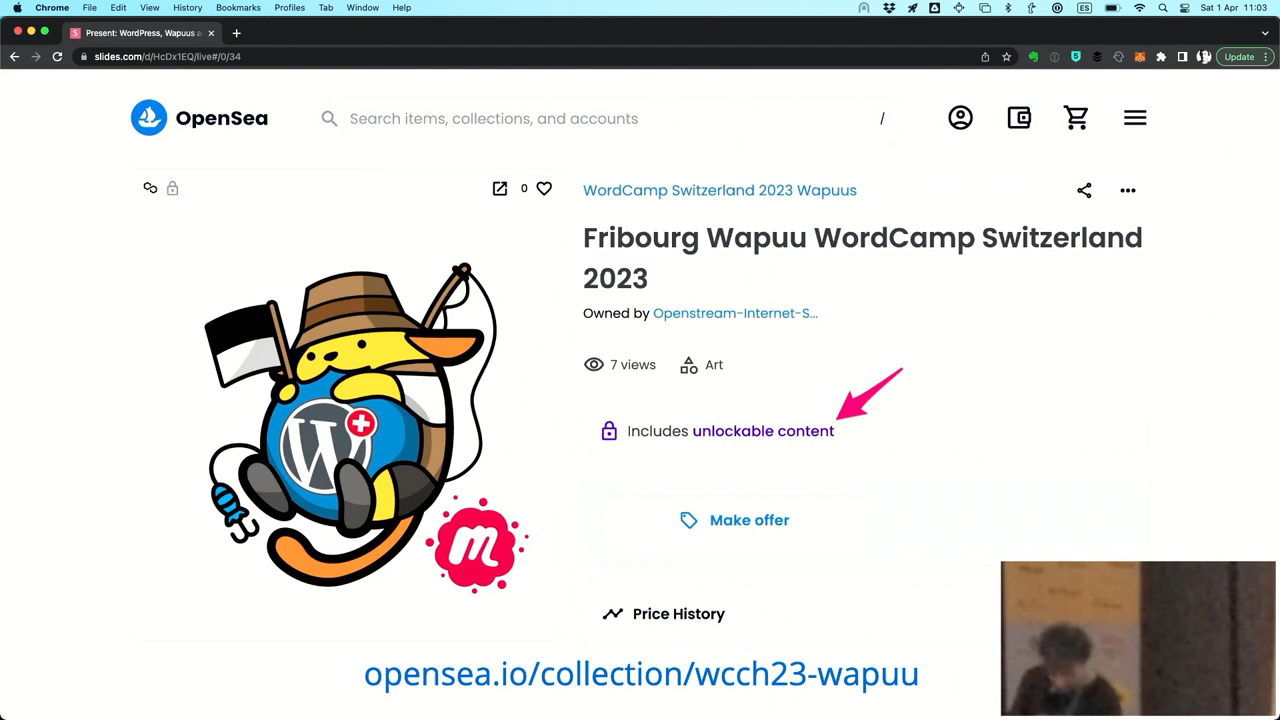 Chrome File Edit View History Bookmarks Profiles Tab Window Help ES Sat 1 Apr 11:03
Present: WordPress, Wapuus a
slides.com/d/HcDx1EQ/live#/0/34 Update
OpenSea
Search items, collections, and accounts /
0
WordCamp Switzerland 2023 Wapuus
Fribourg Wapuu WordCamp Switzerland
2023
Owned by Openstream-Internet-S...
7 views Art
Includes unlockable content
Make offer
Price History
W
m
opensea.io/collection/wcch23-wapuu